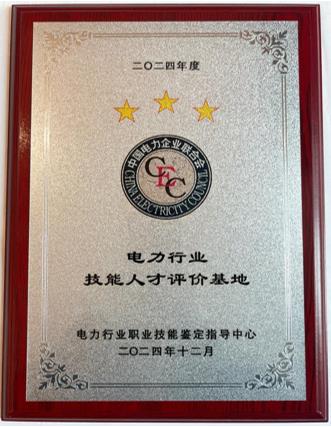 二〇二四年度
中国电力企业联合会
CEC
CHINA ELECTRICITY COUNCIL
电力行业
技能人才评价基地
电力行业职业技能鉴定指导中心
二〇二四年十二月